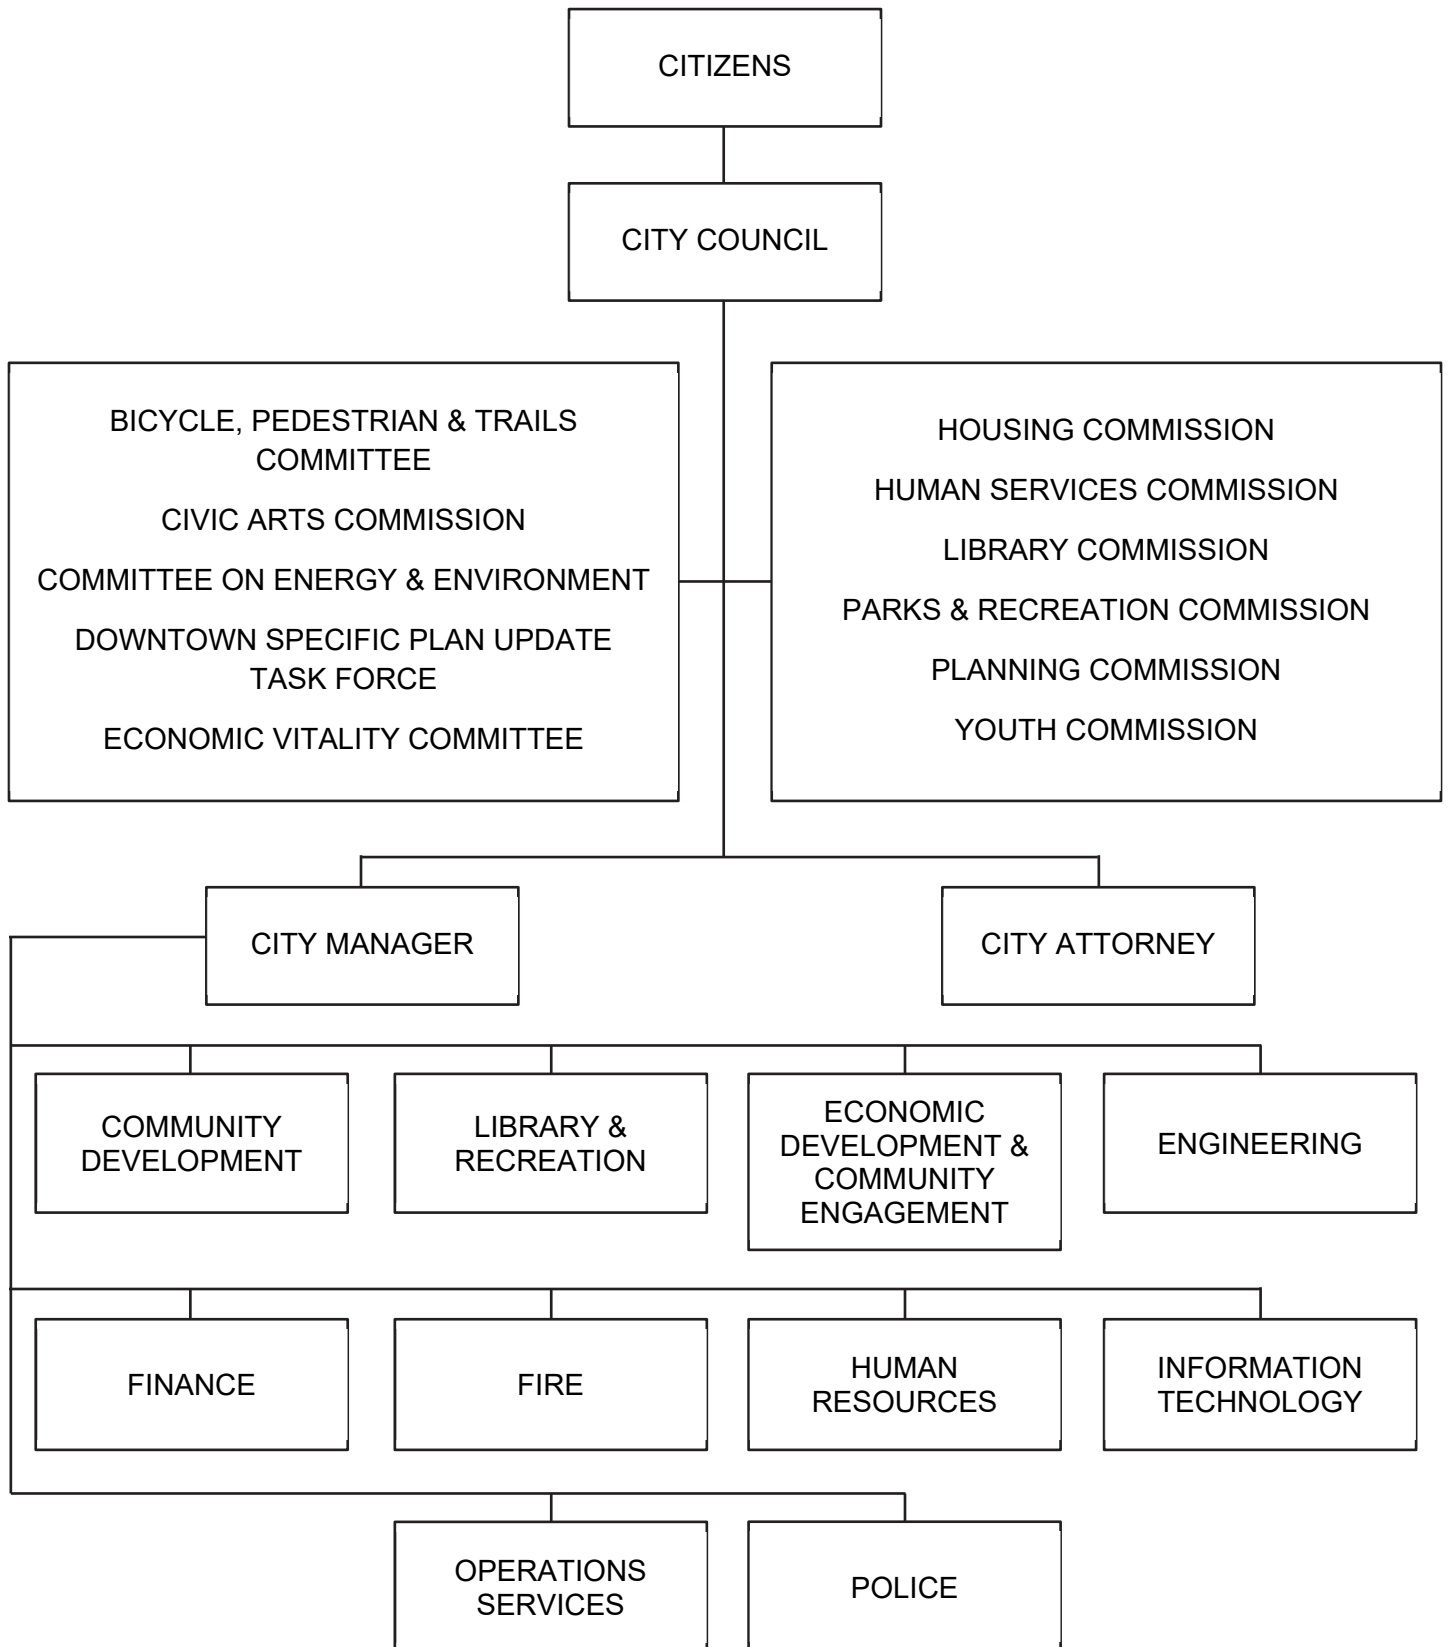 CITIZENS
CITY COUNCIL
BICYCLE, PEDESTRIAN & TRAILS
COMMITTEE
CIVIC ARTS COMMISSION
COMMITTEE ON ENERGY & ENVIRONMENT
DOWNTOWN SPECIFIC PLAN UPDATE
TASK FORCE
ECONOMIC VITALITY COMMITTEE
HOUSING COMMISSION
HUMAN SERVICES COMMISSION
LIBRARY COMMISSION
PARKS & RECREATION COMMISSION
PLANNING COMMISSION
YOUTH COMMISSION
CITY MANAGER
CITY ATTORNEY
COMMUNITY
DEVELOPMENT
LIBRARY &
RECREATION
ECONOMIC
DEVELOPMENT &
COMMUNITY
ENGAGEMENT
ENGINEERING
FINANCE
FIRE
HUMAN
RESOURCES
INFORMATION
TECHNOLOGY
OPERATIONS
SERVICES
POLICE